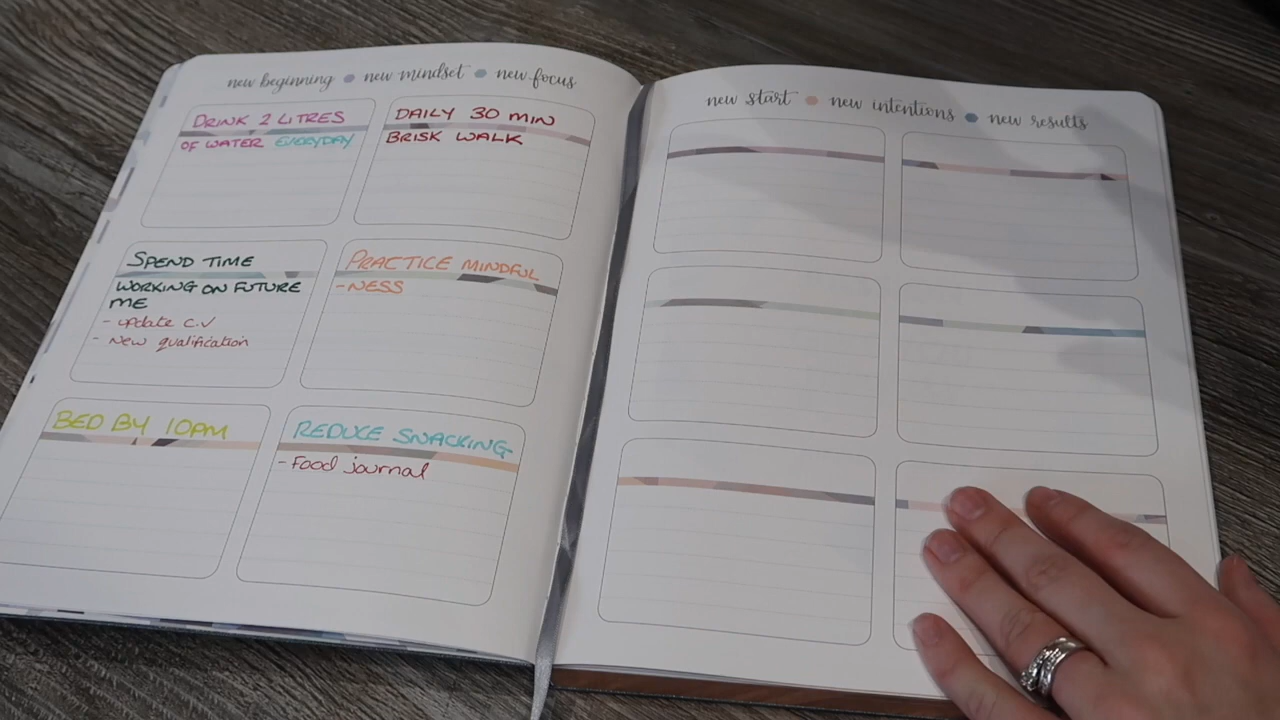 new beginning • new mindset • new focus
DRINK 2 LITRES
OF WATER EVERYDAY
DAILY 30 MIN
BRISK WALK
SPEND TIME
WORKING ON FUTURE
ME
- update C.V
- New qualification
PRACTICE MINDFUL
-NESS
BED BY 10PM
REDUCE SNACKING
- Food journal
new start • new intentions • new results